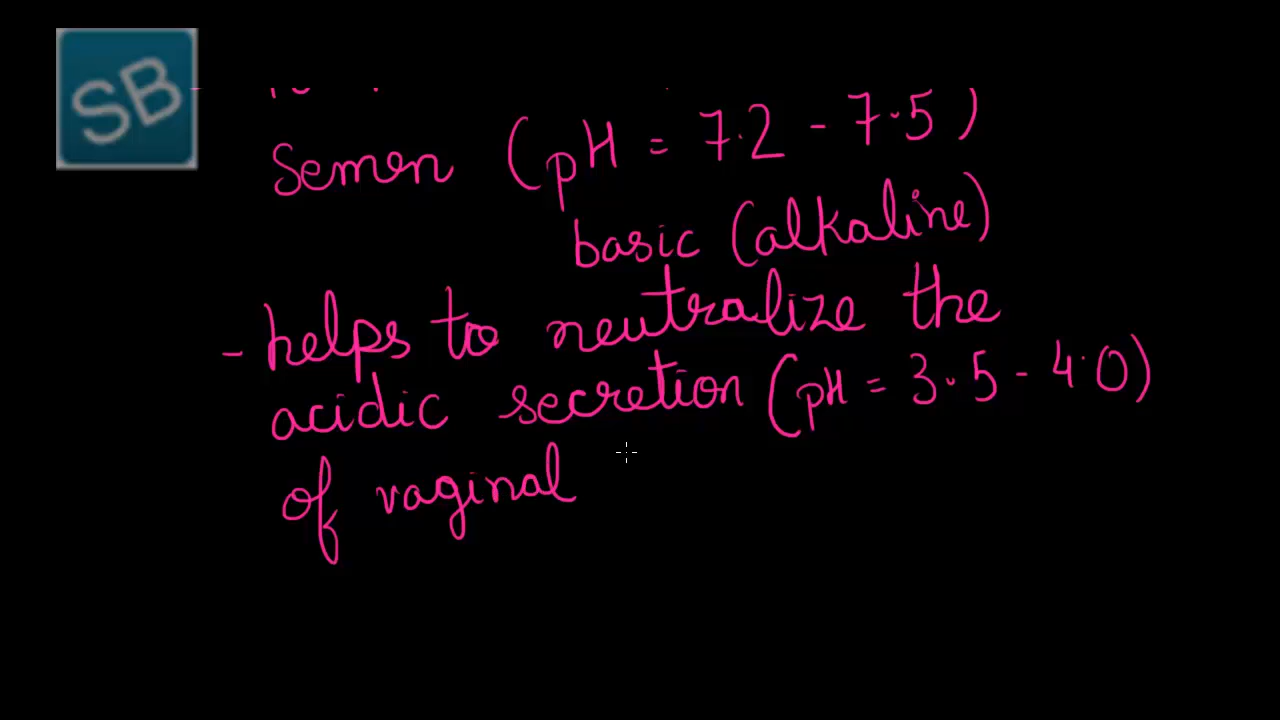 SB
Semen (pH = 7.2 - 7.5)
basic (alkaline)
- helps to neutralize the
acidic secretion (pH = 3.5 - 4.0)
of vaginal